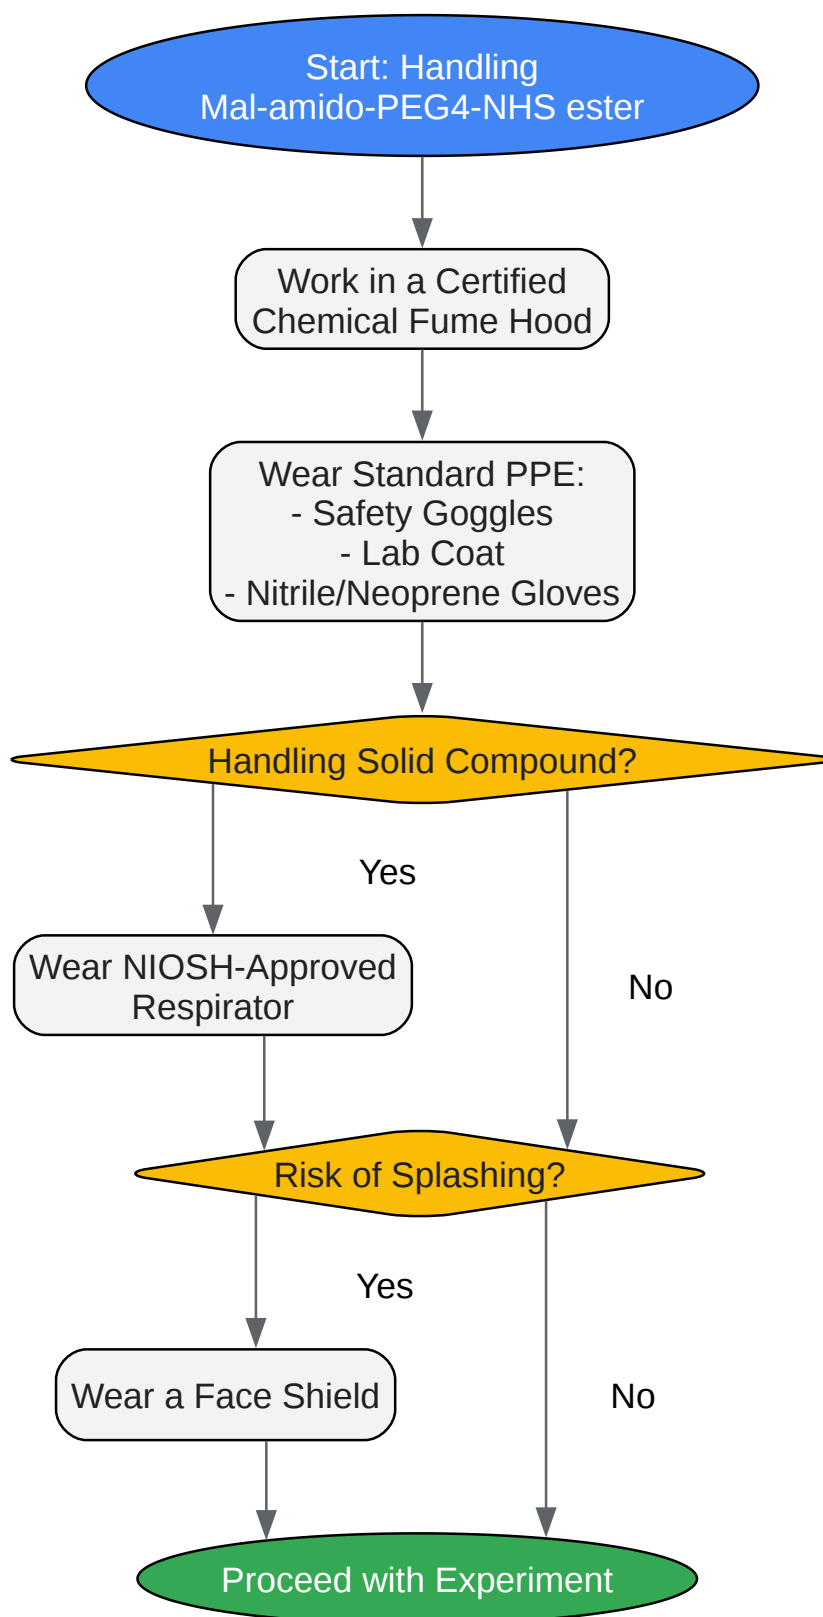 Start: Handling
Mal-amido-PEG4-NHS ester
Work in a Certified
Chemical Fume Hood
Wear Standard PPE:
- Safety Goggles
- Lab Coat
- Nitrile/Neoprene Gloves
Handling Solid Compound?
Yes
Wear NIOSH-Approved
Respirator
No
Risk of Splashing?
Yes
Wear a Face Shield
No
Proceed with Experiment